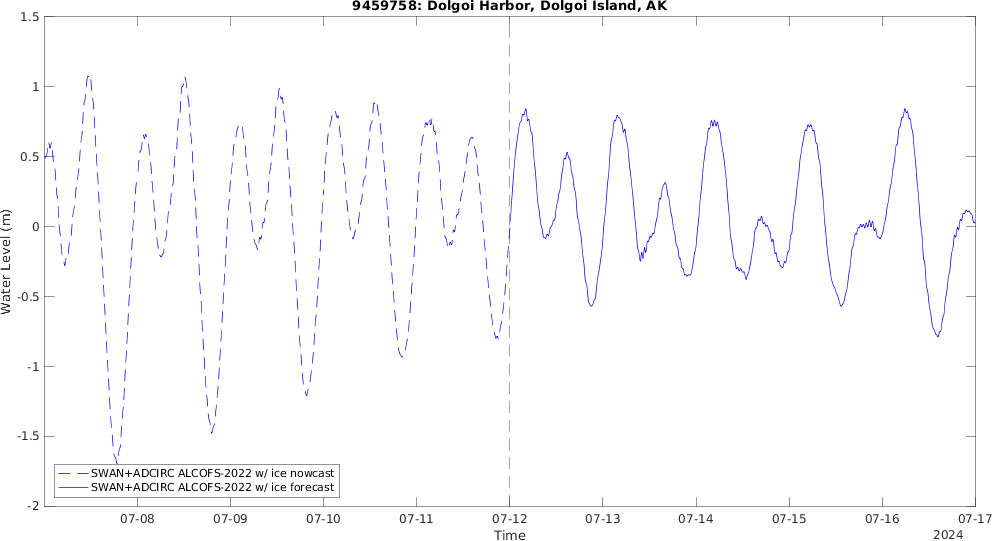 9459758: Dolgoi Harbor, Dolgoi Island, AK
1.5
1
0.5
0
-0.5
-1
-1.5
-2
Water Level (m)
SWAN+ADCIRC ALCOFS-2022 w/ ice nowcast
SWAN+ADCIRC ALCOFS-2022 w/ ice forecast
07-08 07-09 07-10 07-11 07-12 07-13 07-14 07-15 07-16 07-17
Time
2024